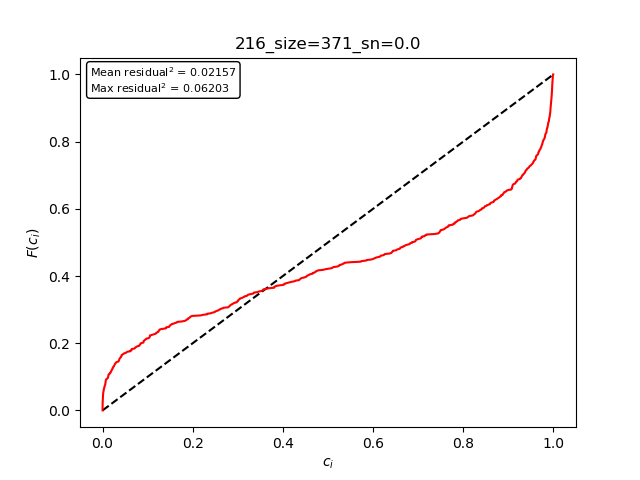 216_size=371_sn=0.0
Mean residual² = 0.02157
Max residual² = 0.06203
1.0
0.8
0.6
0.4
0.2
0.0
F(cᵢ)
0.0 0.2 0.4 0.6 0.8 1.0
cᵢ